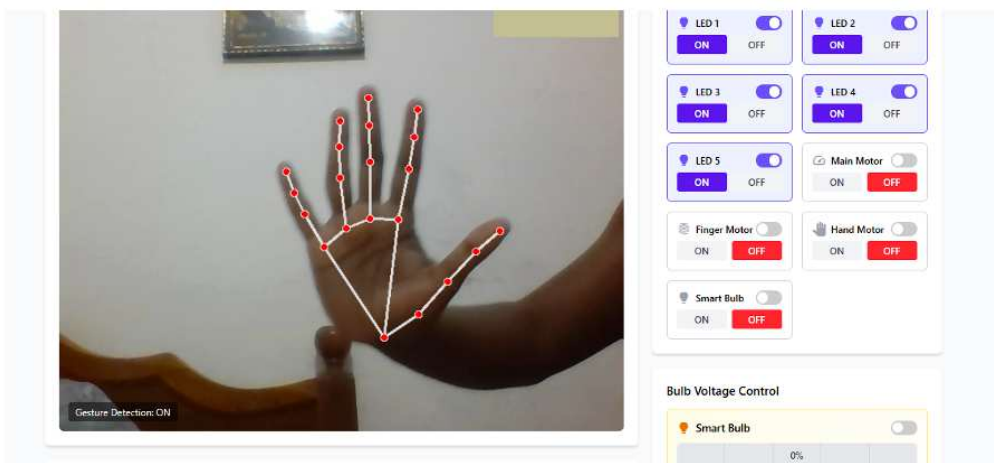 LED 1
LED 2
ON OFF
ON OFF
LED 3
LED 4
ON OFF
ON OFF
LED 5
Main Motor
ON OFF
ON OFF
Finger Motor
Hand Motor
ON OFF
ON OFF
Smart Bulb
ON OFF
Gesture Detection: ON
Bulb Voltage Control
Smart Bulb
0%